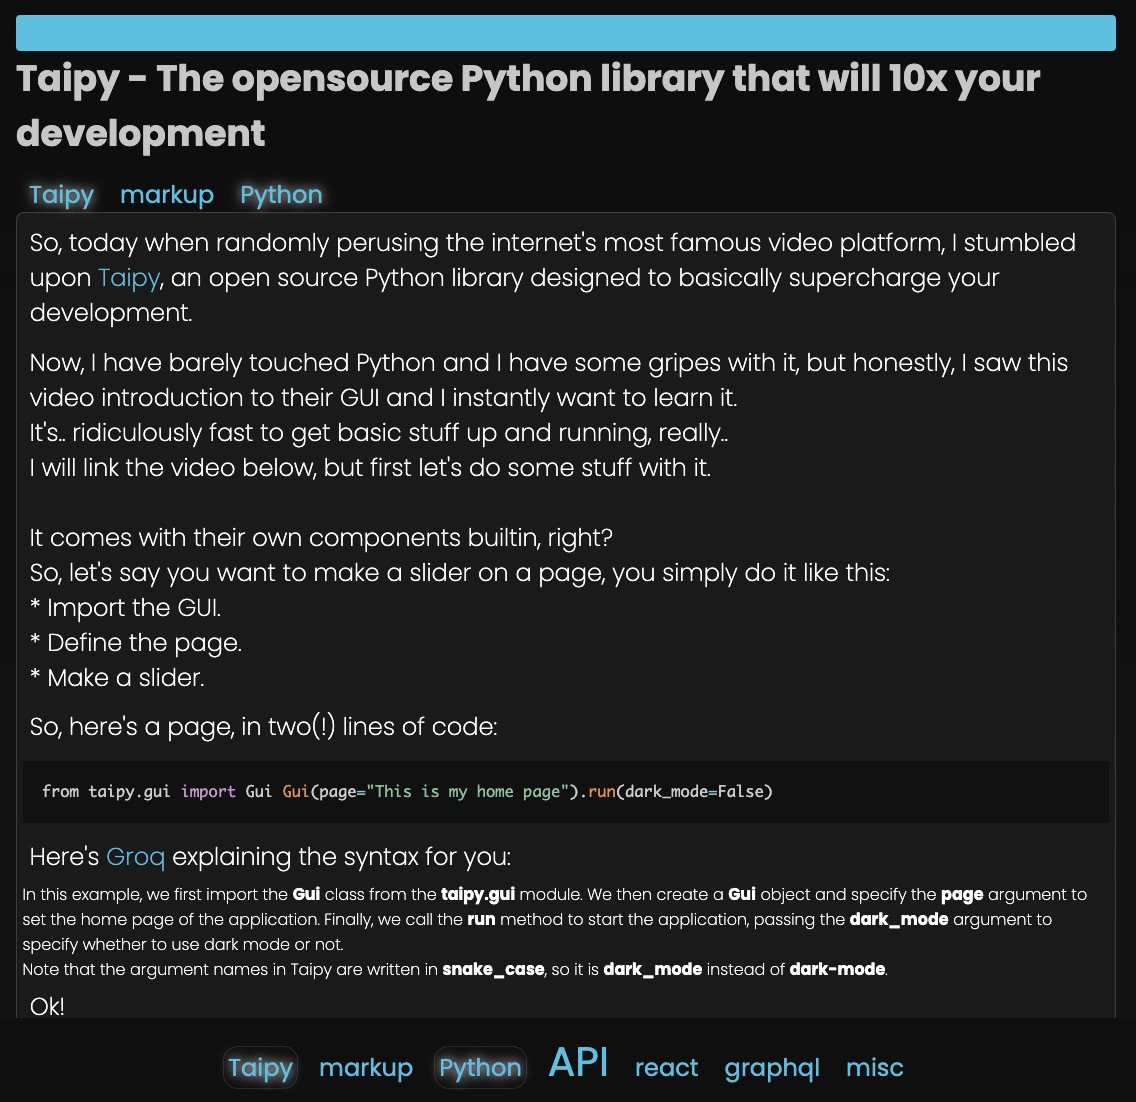 Taipy - The opensource Python library that will 10x your
development
Taipy markup Python
So, today when randomly perusing the internet's most famous video platform, I stumbled
upon Taipy, an open source Python library designed to basically supercharge your
development.
Now, I have barely touched Python and I have some gripes with it, but honestly, I saw this
video introduction to their GUI and I instantly want to learn it.
It's.. ridiculously fast to get basic stuff up and running, really..
I will link the video below, but first let's do some stuff with it.
It comes with their own components builtin, right?
So, let's say you want to make a slider on a page, you simply do it like this:
* Import the GUI.
* Define the page.
* Make a slider.
So, here's a page, in two(!) lines of code:
from taipy.gui import Gui Gui(page="This is my home page").run(dark_mode=False)
Here's Groq explaining the syntax for you:
In this example, we first import the Gui class from the taipy.gui module. We then create a Gui object and specify the page argument to
set the home page of the application. Finally, we call the run method to start the application, passing the dark_mode argument to
specify whether to use dark mode or not.
Note that the argument names in Taipy are written in snake_case, so it is dark_mode instead of dark-mode.
Ok!
Taipy markup Python API react graphql misc